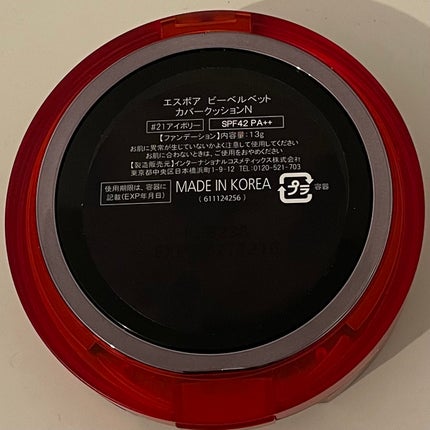 エスポア ビーベルベット
カバークッションN
#21アイボリー SPF42 PA++
【ファンデーション】内容量:13g
お肌に異常が生じていないかよく注意して使用してください
お肌に合わないときは、ご使用をおやめください
【製造販売元】インターナショナルコスメティックス株式会社
東京都中央区日本橋浜町1-9-12 TEL:0120-521-703
使用期限は、容器に
記載(EXP年月日)
MADE IN KOREA
( 611124256 )
プラ 容器